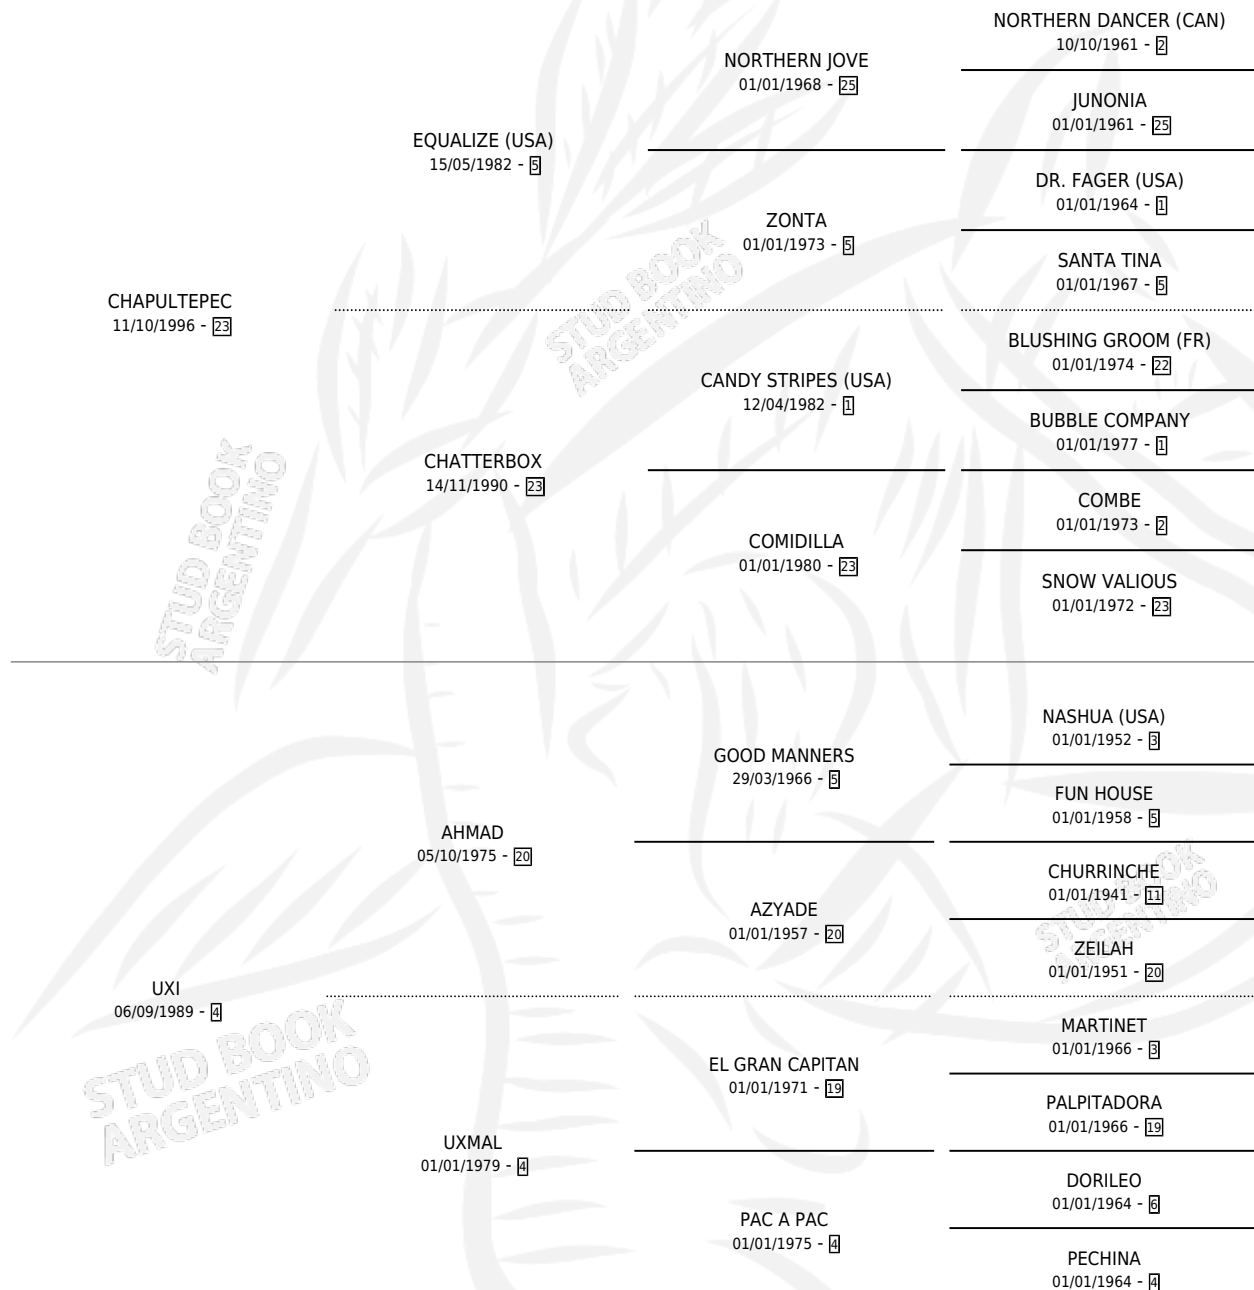 NORTHERN DANCER (CAN)
10/10/1961 - 2
NORTHERN JOVE
01/01/1968 - 25
JUNONIA
01/01/1961 - 25
EQUALIZE (USA)
15/05/1982 - 5
DR. FAGER (USA)
01/01/1964 - 1
ZONTA
01/01/1973 - 5
SANTA TINA
01/01/1967 - 5
CHAPULTEPEC
11/10/1996 - 23
STUD BOOK
ARGENTINO
BLUSHING GROOM (FR)
01/01/1974 - 22
CANDY STRIPES (USA)
12/04/1982 - 1
BUBBLE COMPANY
01/01/1977 - 1
CHATTERBOX
14/11/1990 - 23
COMBE
01/01/1973 - 2
COMIDILLA
01/01/1980 - 23
SNOW VALIOUS
01/01/1972 - 23
STUD BOOK
ARGENTINO
NASHUA (USA)
01/01/1952 - 3
GOOD MANNERS
29/03/1966 - 5
FUN HOUSE
01/01/1958 - 5
AHMAD
05/10/1975 - 20
CHURRINCHE
01/01/1941 - 11
AZYADE
01/01/1957 - 20
STUD BOOK
ARGENTINO
ZEILAH
01/01/1951 - 20
UXI
06/09/1989 - 4
STUD BOOK
ARGENTINO
MARTINET
01/01/1966 - 3
EL GRAN CAPITAN
01/01/1971 - 19
PALPITADORA
01/01/1966 - 19
UXMAL
01/01/1979 - 4
DORILEO
01/01/1964 - 6
PAC A PAC
01/01/1975 - 4
PECHINA
01/01/1964 - 4